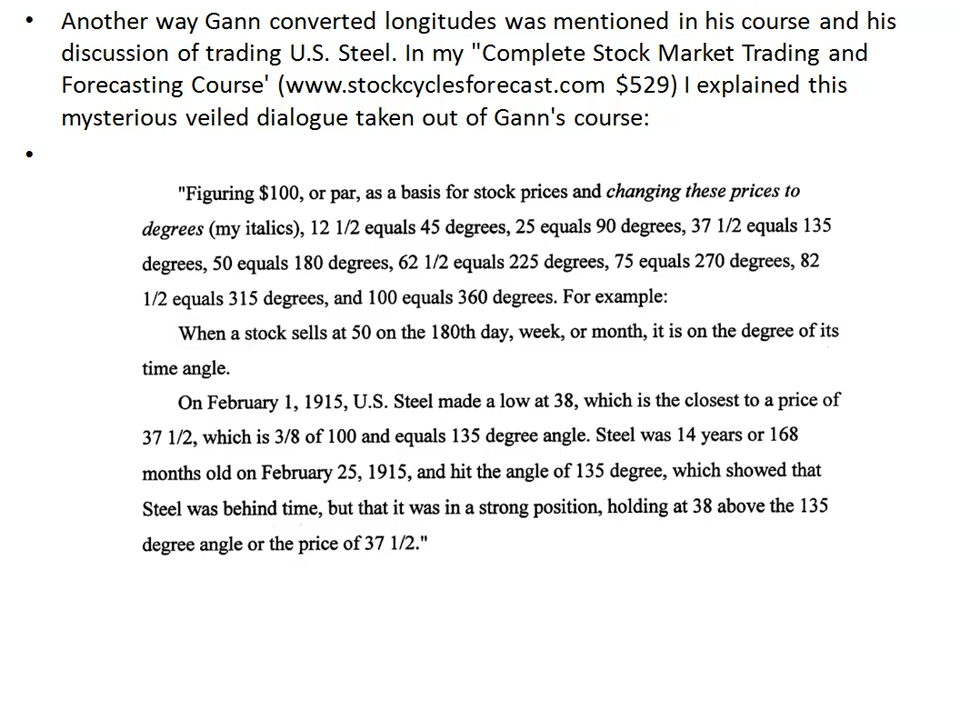 • Another way Gann converted longitudes was mentioned in his course and his
discussion of trading U.S. Steel. In my "Complete Stock Market Trading and
Forecasting Course' (www.stockcyclesforecast.com $529) I explained this
mysterious veiled dialogue taken out of Gann's course:
•
"Figuring $100, or par, as a basis for stock prices and changing these prices to
degrees (my italics), 12 1/2 equals 45 degrees, 25 equals 90 degrees, 37 1/2 equals 135
degrees, 50 equals 180 degrees, 62 1/2 equals 225 degrees, 75 equals 270 degrees, 82
1/2 equals 315 degrees, and 100 equals 360 degrees. For example:
When a stock sells at 50 on the 180th day, week, or month, it is on the degree of its
time angle.
On February 1, 1915, U.S. Steel made a low at 38, which is the closest to a price of
37 1/2, which is 3/8 of 100 and equals 135 degree angle. Steel was 14 years or 168
months old on February 25, 1915, and hit the angle of 135 degree, which showed that
Steel was behind time, but that it was in a strong position, holding at 38 above the 135
degree angle or the price of 37 1/2."